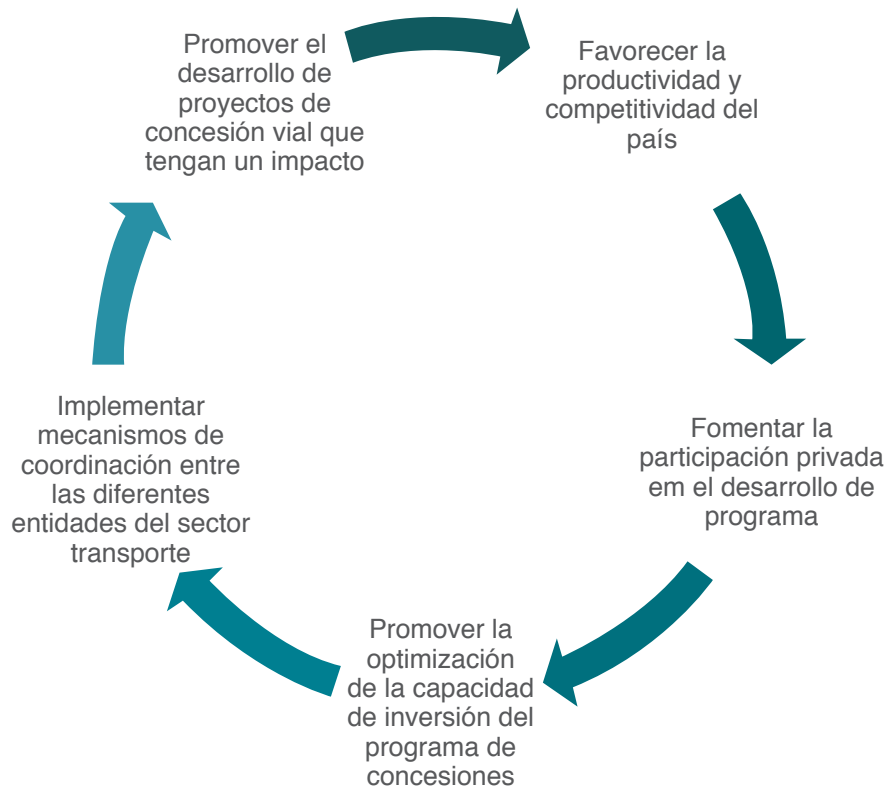 Promover el
desarrollo de
proyectos de
concesión vial que
tengan un impacto
Favorecer la
productividad y
competitividad del
país
Fomentar la
participación privada
em el desarrollo de
programa
Promover la
optimización
de la capacidad
de inversión del
programa de
concesiones
Implementar
mecanismos de
coordinación entre
las diferentes
entidades del sector
transporte